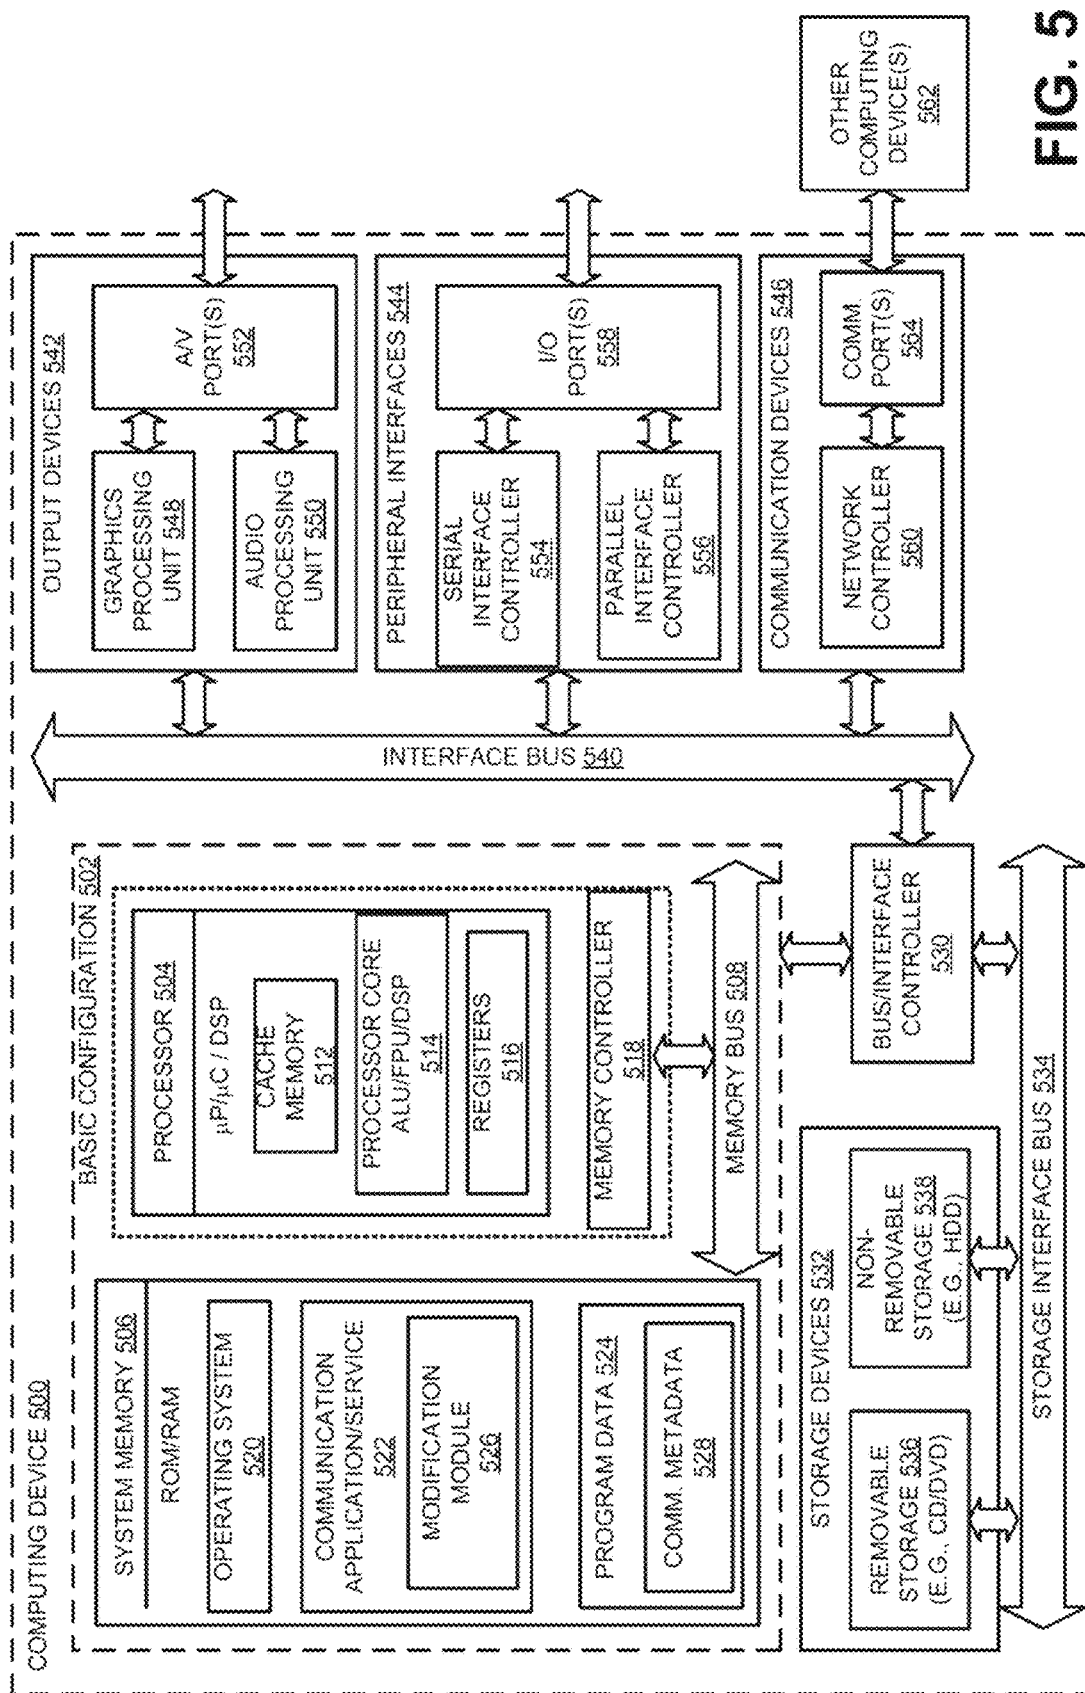 COMPUTING DEVICE 500
BASIC CONFIGURATION 502
SYSTEM MEMORY 506
ROM/RAM
OPERATING SYSTEM
520
COMMUNICATION
APPLICATION/SERVICE
522
MODIFICATION
MODULE
526
PROGRAM DATA 524
COMM. METADATA
528
PROCESSOR 504
µP/µC / DSP
CACHE
MEMORY
512
PROCESSOR CORE
ALU/FPU/DSP
514
REGISTERS
516
MEMORY CONTROLLER
518
MEMORY BUS 508
STORAGE DEVICES 532
REMOVABLE
STORAGE 536
(E.G., CD/DVD)
NON-
REMOVABLE
STORAGE 538
(E.G., HDD)
BUS/INTERFACE
CONTROLLER
530
STORAGE INTERFACE BUS 534
INTERFACE BUS 540
OUTPUT DEVICES 542
GRAPHICS
PROCESSING
UNIT 548
AUDIO
PROCESSING
UNIT 550
A/V
PORT(S)
552
PERIPHERAL INTERFACES 544
SERIAL
INTERFACE
CONTROLLER
554
PARALLEL
INTERFACE
CONTROLLER
556
I/O
PORT(S)
558
COMMUNICATION DEVICES 546
NETWORK
CONTROLLER
560
COMM.
PORT(S)
564
OTHER
COMPUTING
DEVICE(S)
562
FIG. 5